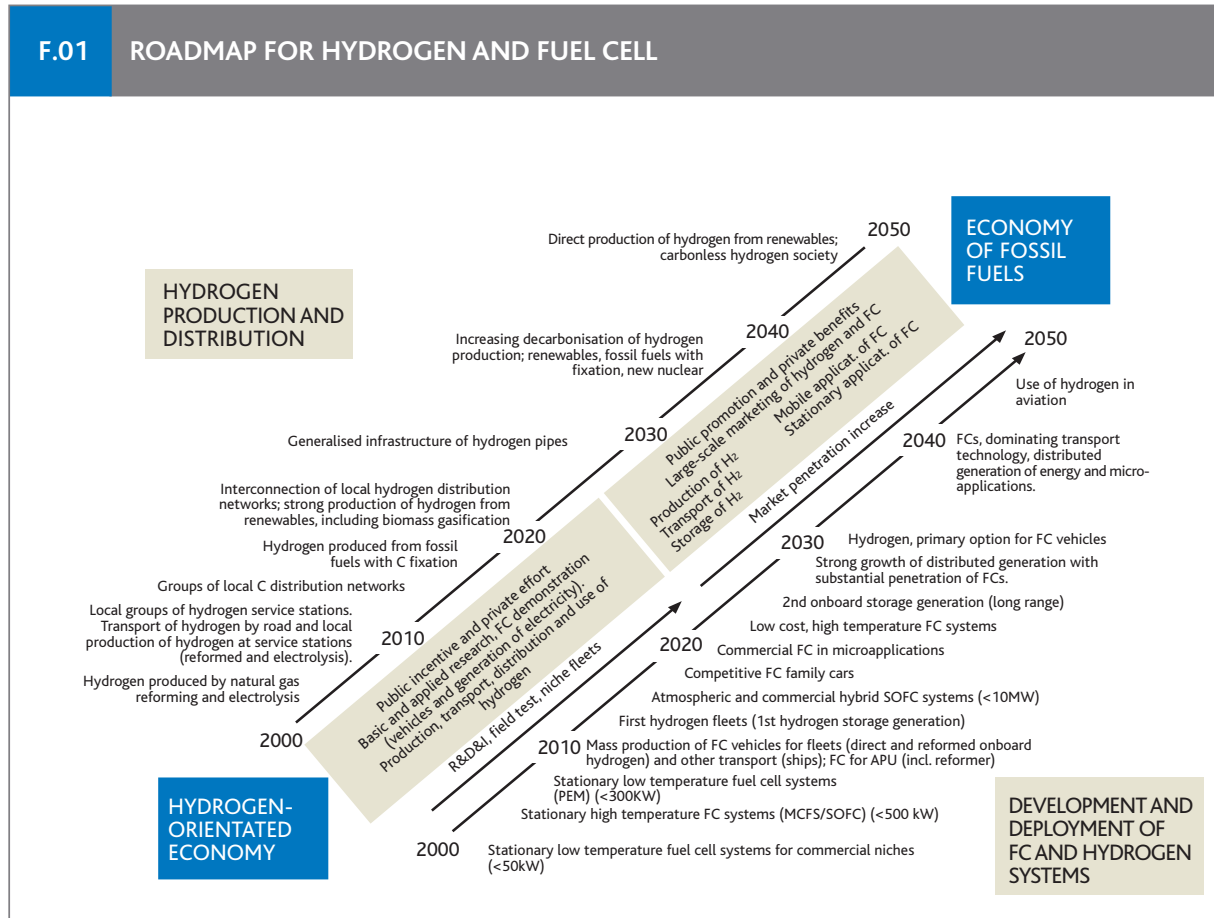 F.01
ROADMAP FOR HYDROGEN AND FUEL CELL
HYDROGEN
PRODUCTION AND
DISTRIBUTION
2050
Direct production of hydrogen from renewables;
carbonless hydrogen society
2040
Increasing decarbonisation of hydrogen
production; renewables, fossil fuels with
fixation, new nuclear
2030
Generalised infrastructure of hydrogen pipes
Interconnection of local hydrogen distribution
networks; strong production of hydrogen from
renewables, including biomass gasification
2020
Hydrogen produced from fossil
fuels with C fixation
Groups of local C distribution networks
Local groups of hydrogen service stations.
Transport of hydrogen by road and local
production of hydrogen at service stations
(reformed and electrolysis).
2010
Hydrogen produced by natural gas
reforming and electrolysis
2000
HYDROGEN-
ORIENTATED
ECONOMY
Public incentive and private effort
Basic and applied research, FC demonstration
(vehicles and generation of electricity).
Production, transport, distribution and use of
hydrogen
R&D&I, field test, niche fleets
Public promotion and private benefits
Large-scale marketing of hydrogen and FC
Production of H2
Mobile applicat. of FC
Transport of H2
Stationary applicat. of FC
Storage of H2
Market penetration increase
ECONOMY
OF FOSSIL
FUELS
2050
Use of hydrogen in
aviation
2040
FCs, dominating transport
technology, distributed
generation of energy and micro-
applications.
2030
Hydrogen, primary option for FC vehicles
Strong growth of distributed generation with
substantial penetration of FCs.
2nd onboard storage generation (long range)
Low cost, high temperature FC systems
2020
Commercial FC in microapplications
Competitive FC family cars
Atmospheric and commercial hybrid SOFC systems (<10MW)
First hydrogen fleets (1st hydrogen storage generation)
2010
Mass production of FC vehicles for fleets (direct and reformed onboard
hydrogen) and other transport (ships); FC for APU (incl. reformer)
Stationary low temperature fuel cell systems
(PEM) (<300KW)
Stationary high temperature FC systems (MCFS/SOFC) (<500 kW)
2000
Stationary low temperature fuel cell systems for commercial niches
(<50kW)
DEVELOPMENT AND
DEPLOYMENT OF
FC AND HYDROGEN
SYSTEMS